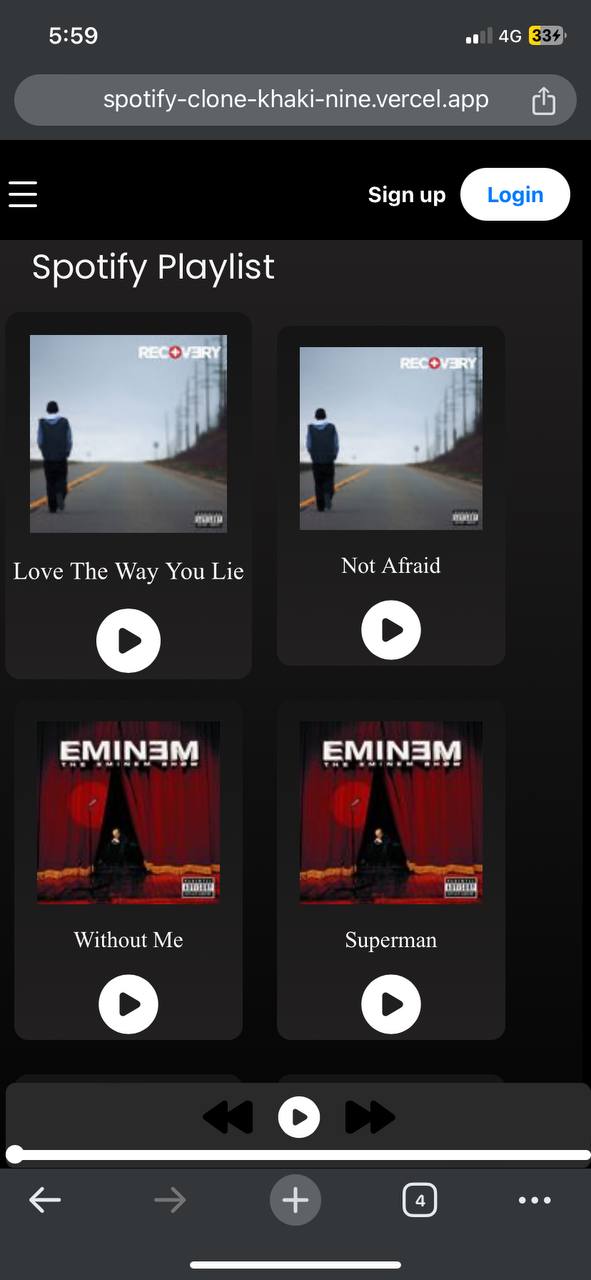 5:59
4G
33
spotify-clone-khaki-nine.vercel.app
Sign up
Login
Spotify Playlist
RECOVERY
RECOVERY
Love The Way You Lie
Not Afraid
EMINEM
THE EMINEM SHOW
EMINEM
THE EMINEM SHOW
Without Me
Superman
4